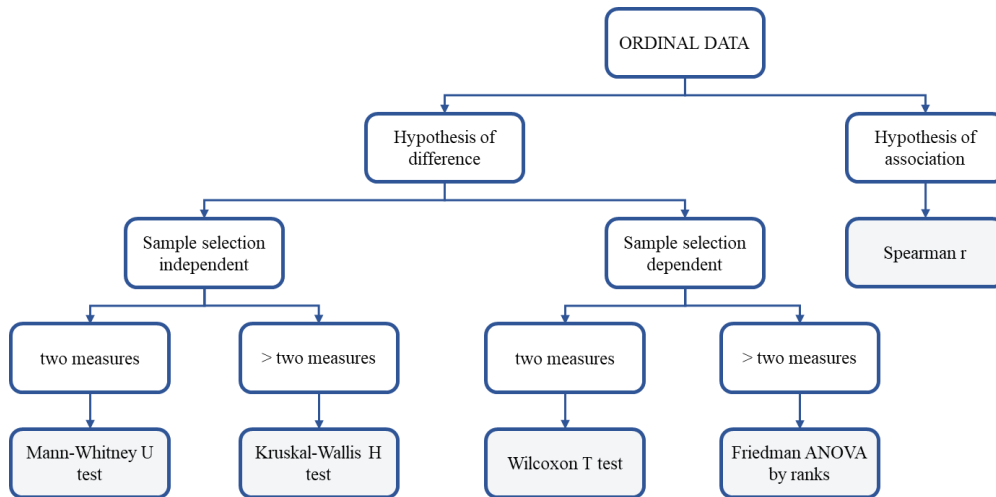 ORDINAL DATA
Hypothesis of
difference
Hypothesis of
association
Sample selection
independent
Sample selection
dependent
Spearman r
two measures
> two measures
two measures
> two measures
Mann-Whitney U
test
Kruskal-Wallis H
test
Wilcoxon T test
Friedman ANOVA
by ranks